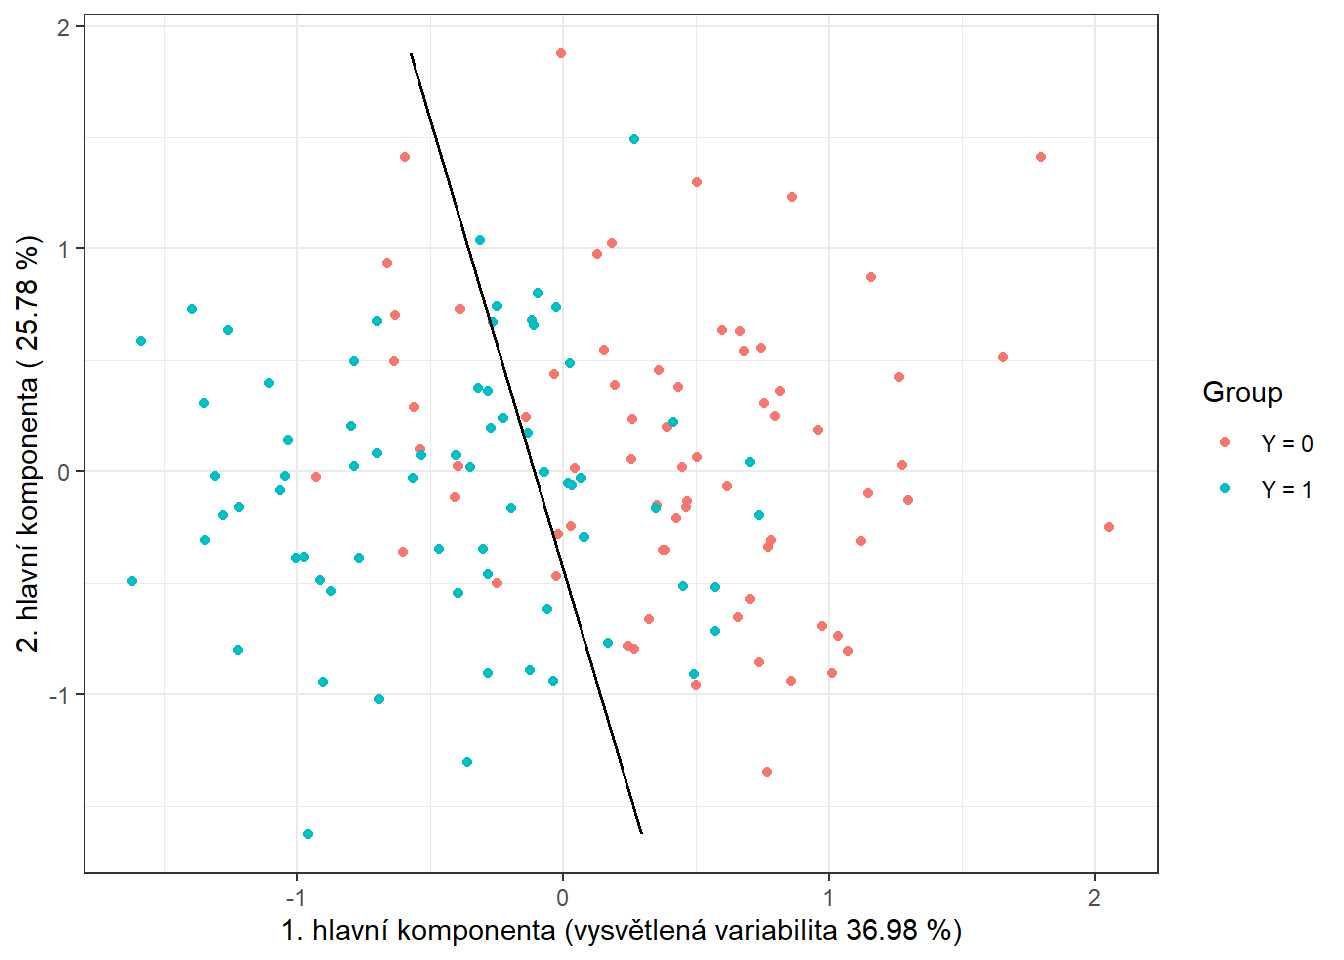 2
1
0
-1
-1
0
1
2
2. hlavní komponenta ( 25.78 %)
1. hlavní komponenta (vysvětlená variabilita 36.98 %)
Group
Y = 0
Y = 1